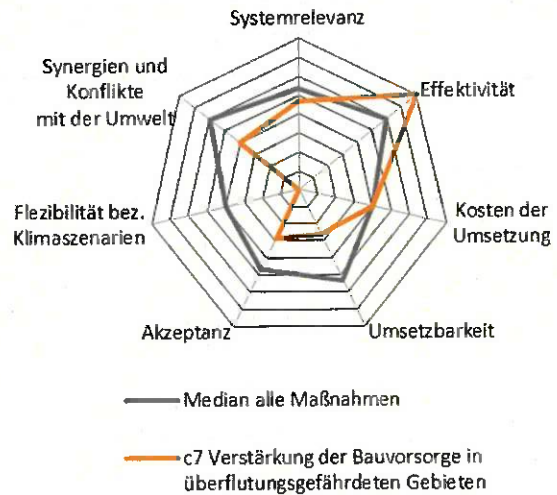 Systemrelevanz
Synergien und
Konflikte
mit der Umwelt
Effektivität
Flezibilität bez.
Klimaszenarien
Kosten der
Umsetzung
Akzeptanz
Umsetzbarkeit
Median alle Maßnahmen
c7 Verstärkung der Bauvorsorge in
überflutungsgefährdeten Gebieten